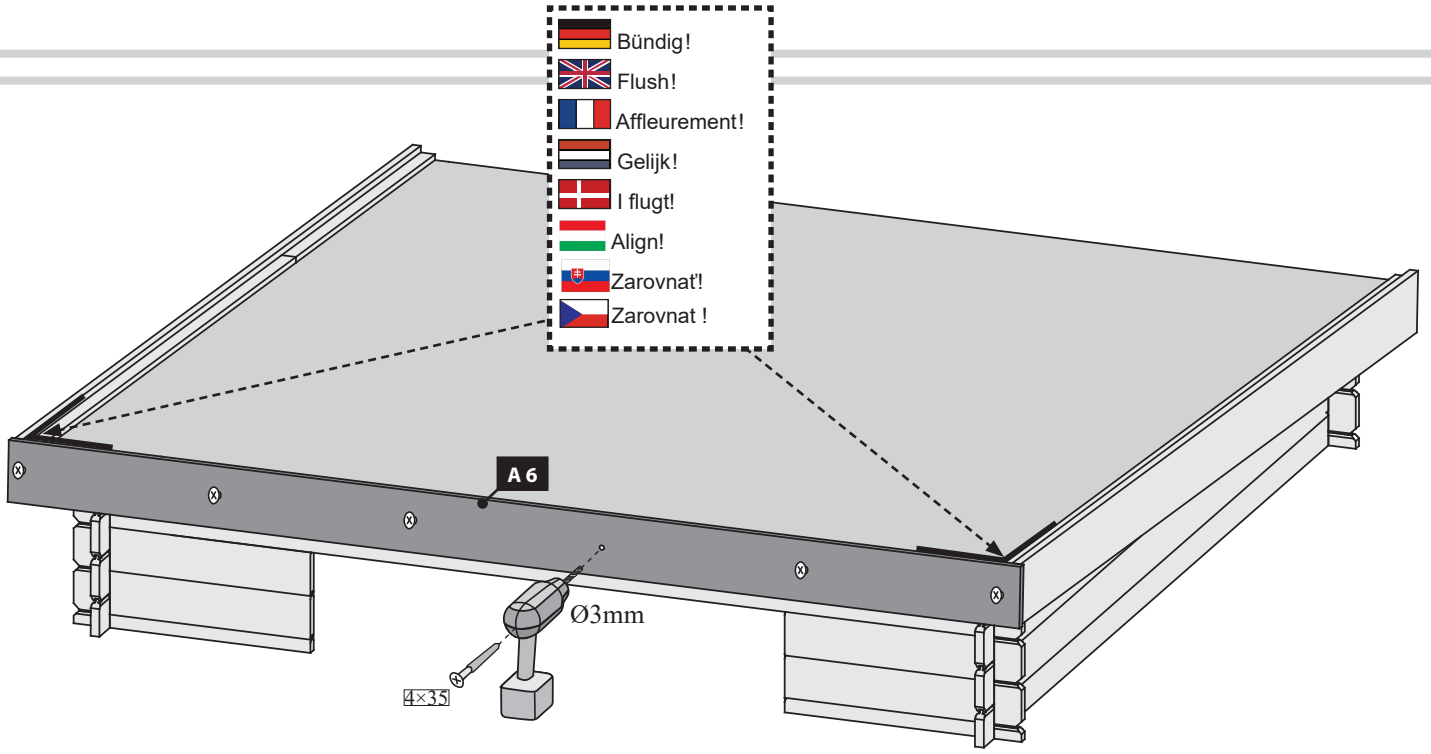 Bündig!
Flush!
Affleurement!
Gelijk!
I flugt!
Align!
Zarovnať!
Zarovnat !
A 6
Ø3mm
4×35